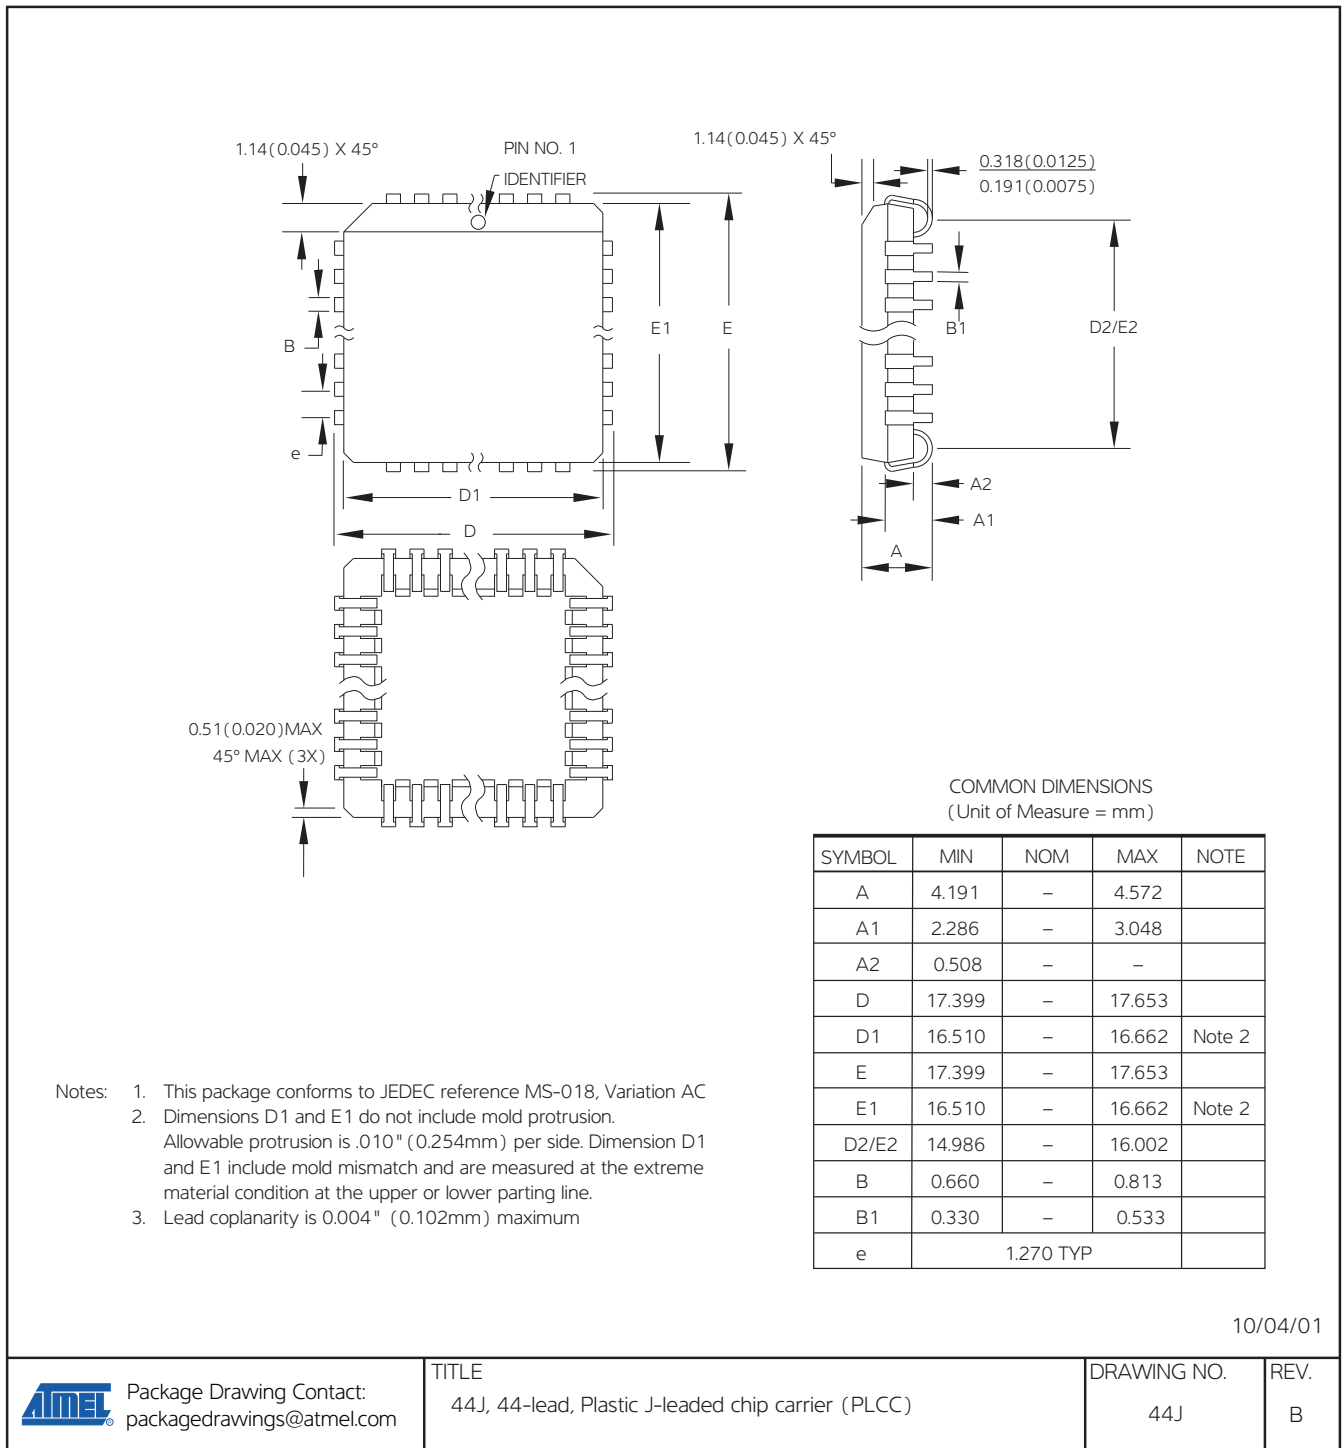 1.14(0.045) X 45°
PIN NO. 1
IDENTIFIER
1.14(0.045) X 45°
0.318(0.0125)
0.191(0.0075)
E1
E
B
e
B1
D2/E2
D1
D
A2
A1
A
0.51(0.020)MAX
45° MAX (3X)
COMMON DIMENSIONS
(Unit of Measure = mm)
SYMBOL MIN NOM MAX NOTE
A 4.191 – 4.572
A1 2.286 – 3.048
A2 0.508 – –
D 17.399 – 17.653
D1 16.510 – 16.662 Note 2
E 17.399 – 17.653
E1 16.510 – 16.662 Note 2
D2/E2 14.986 – 16.002
B 0.660 – 0.813
B1 0.330 – 0.533
e 1.270 TYP
Notes: 1. This package conforms to JEDEC reference MS-018, Variation AC
2. Dimensions D1 and E1 do not include mold protrusion.
Allowable protrusion is .010"(0.254mm) per side. Dimension D1
and E1 include mold mismatch and are measured at the extreme
material condition at the upper or lower parting line.
3. Lead coplanarity is 0.004" (0.102mm) maximum
10/04/01
ATMEL ®
Package Drawing Contact:
packagedrawings@atmel.com
TITLE
44J, 44-lead, Plastic J-leaded chip carrier (PLCC)
DRAWING NO.
44J
REV.
B